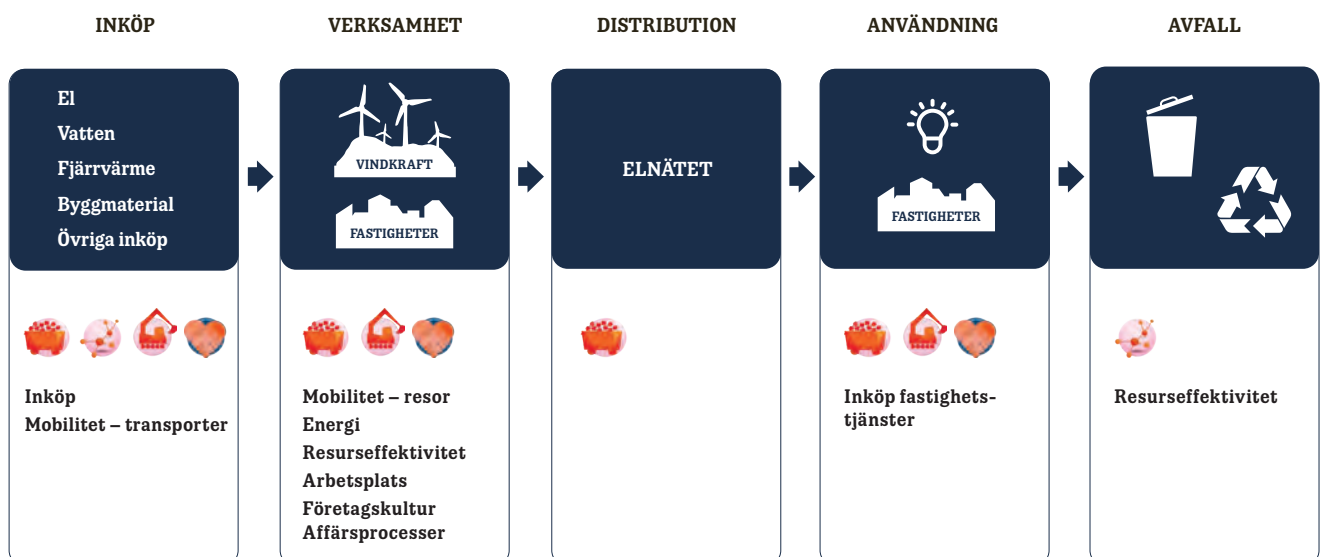 INKÖP
VERKSAMHET
DISTRIBUTION
ANVÄNDNING
AVFALL
El
Vatten
Fjärrvärme
Byggmaterial
Övriga inköp
VINDKRAFT
FASTIGHETER
ELNÄTET
FASTIGHETER
Inköp
Mobilitet – transporter
Mobilitet – resor
Energi
Resurseffektivitet
Arbetsplats
Företagskultur
Affärsprocesser
Inköp fastighets-
tjänster
Resurseffektivitet